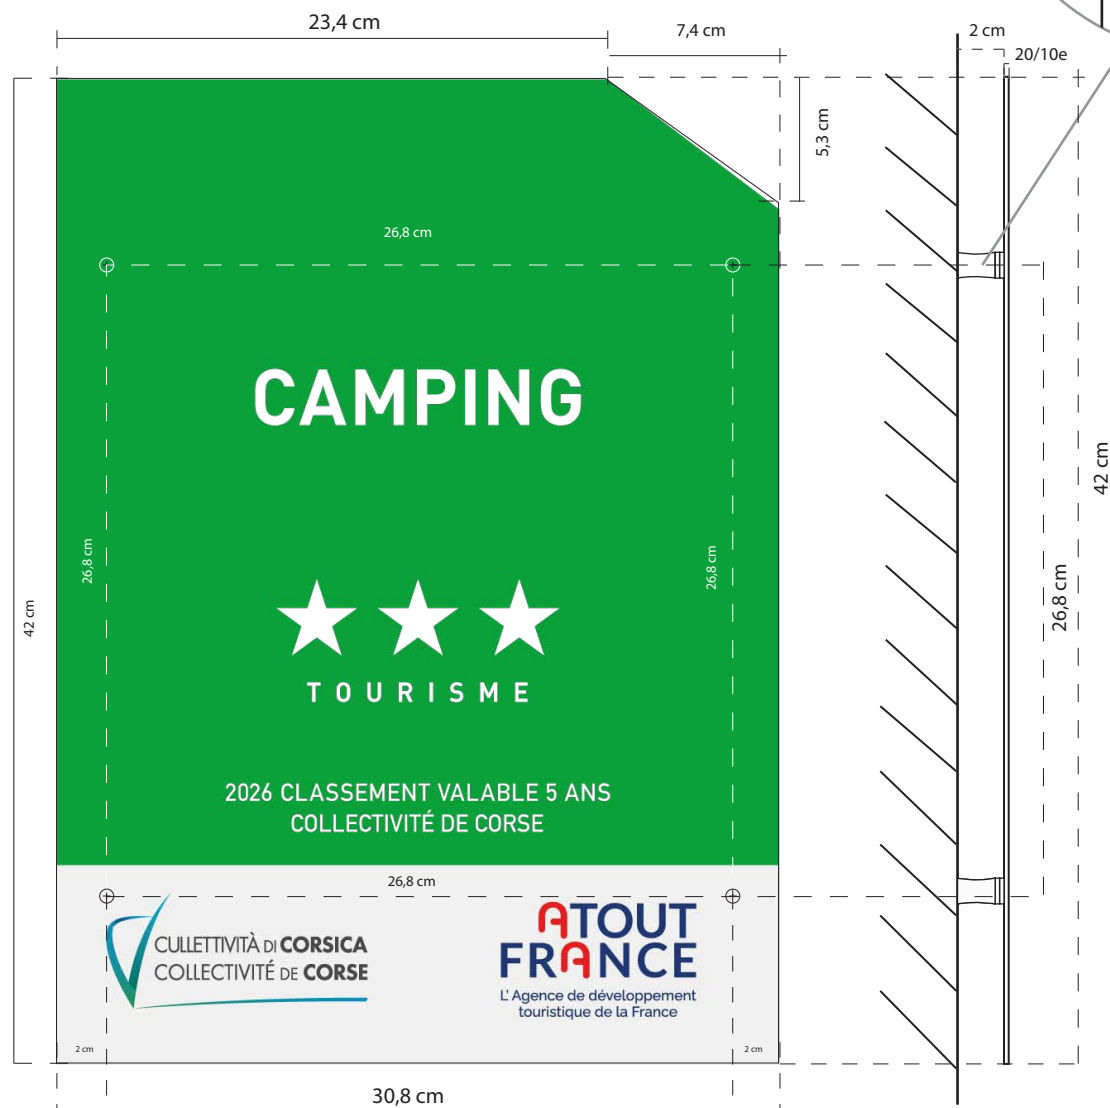 23,4 cm
7,4 cm
2 cm
20/10e
5,3 cm
26,8 cm
CAMPING
26,8 cm
26,8 cm
42 cm
42 cm
26,8 cm
TOURISME
2026 CLASSEMENT VALABLE 5 ANS
COLLECTIVITÉ DE CORSE
26,8 cm
CULLETTIVITÀ DI CORSICA
COLLECTIVITÉ DE CORSE
ATOUT
FRANCE
L'Agence de développement
touristique de la France
2 cm
2 cm
30,8 cm